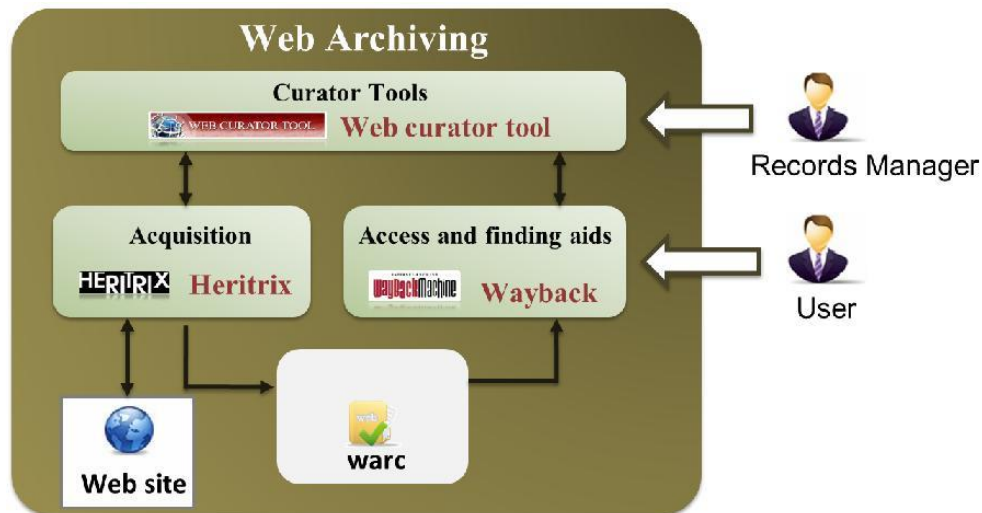 Web Archiving
Curator Tools
WEB CURATOR TOOL Web curator tool
Records Manager
Acquisition
HERITRIX Heritrix
Access and finding aids
WaybackMachine Wayback
User
web
warc
Web site